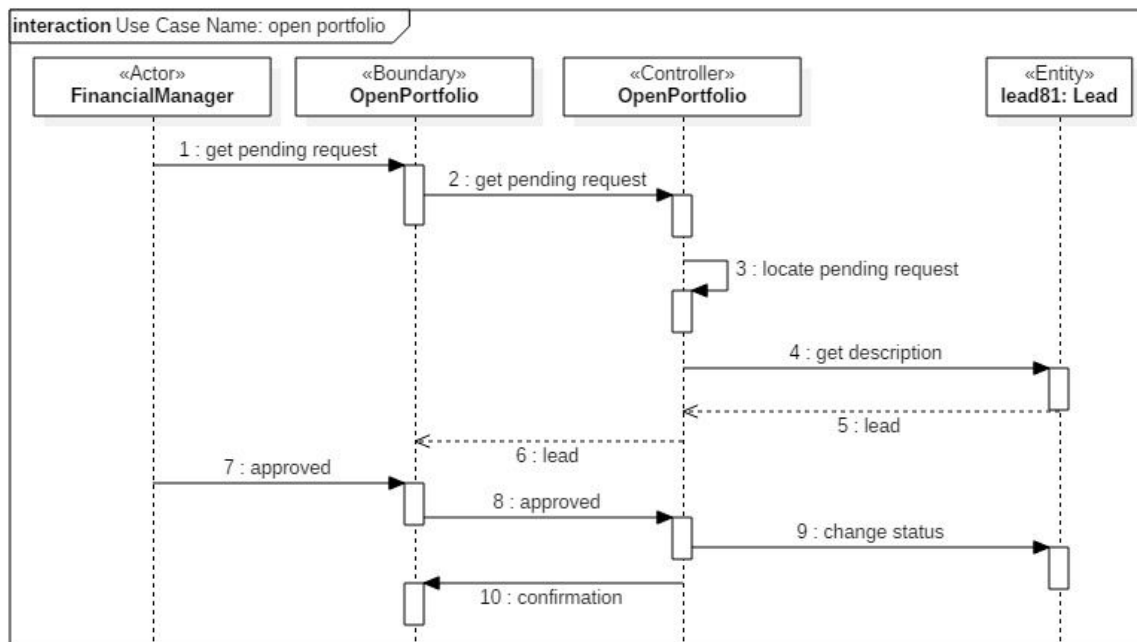 interaction Use Case Name: open portfolio
«Actor»
FinancialManager
«Boundary»
OpenPortfolio
«Controller»
OpenPortfolio
«Entity»
lead81: Lead
1 : get pending request
2 : get pending request
3 : locate pending request
4 : get description
5 : lead
6 : lead
7 : approved
8 : approved
9 : change status
10 : confirmation